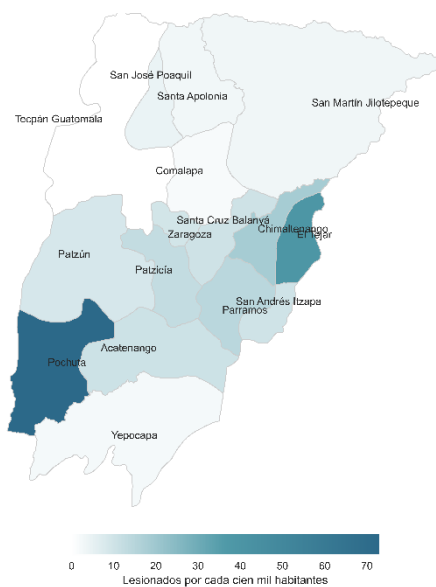 San José Poaquil
Santa Apolonia
San Martín Jilotepeque
Tecpán Guatemala
Comalapa
Santa Cruz Balanyá
Chimaltenango
Zaragoza
El Tejar
Patzún
Patzicía
San Andrés Itzapa
Parramos
Acatenango
Pochuta
Yepocapa
0 10 20 30 40 50 60 70
Lesionados por cada cien mil habitantes